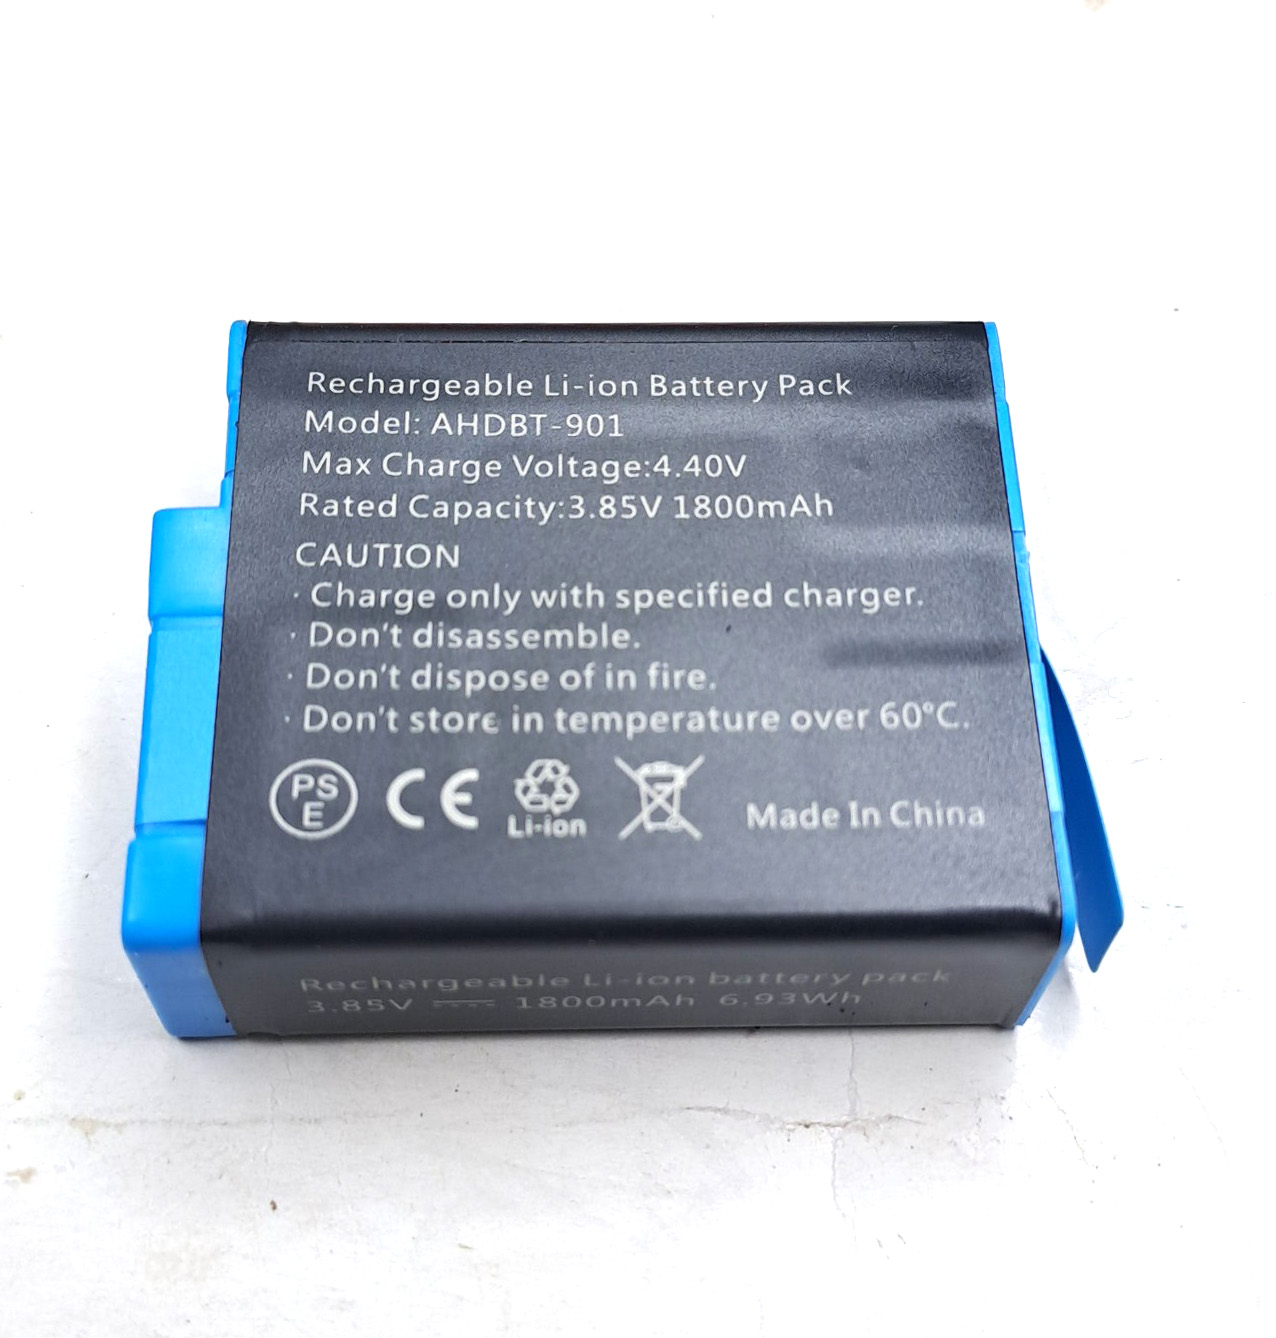 Rechargeable Li-ion Battery Pack
Model: AHDBT-901
Max Charge Voltage:4.40V
Rated Capacity:3.85V 1800mAh
CAUTION
· Charge only with specified charger.
· Don't disassemble.
· Don't dispose of in fire.
· Don't store in temperature over 60°C.
PS
E
CE
Li-ion
Made In China
Rechargeable Li-ion battery pack
3.85V ⎓ 1800mAh 6.93Wh